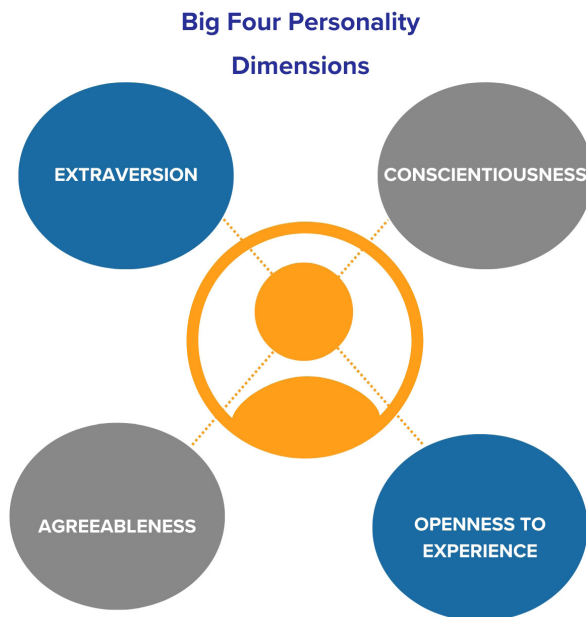 Big Four Personality
Dimensions
EXTRAVERSION
CONSCIENTIOUSNESS
AGREEABLENESS
OPENNESS TO
EXPERIENCE